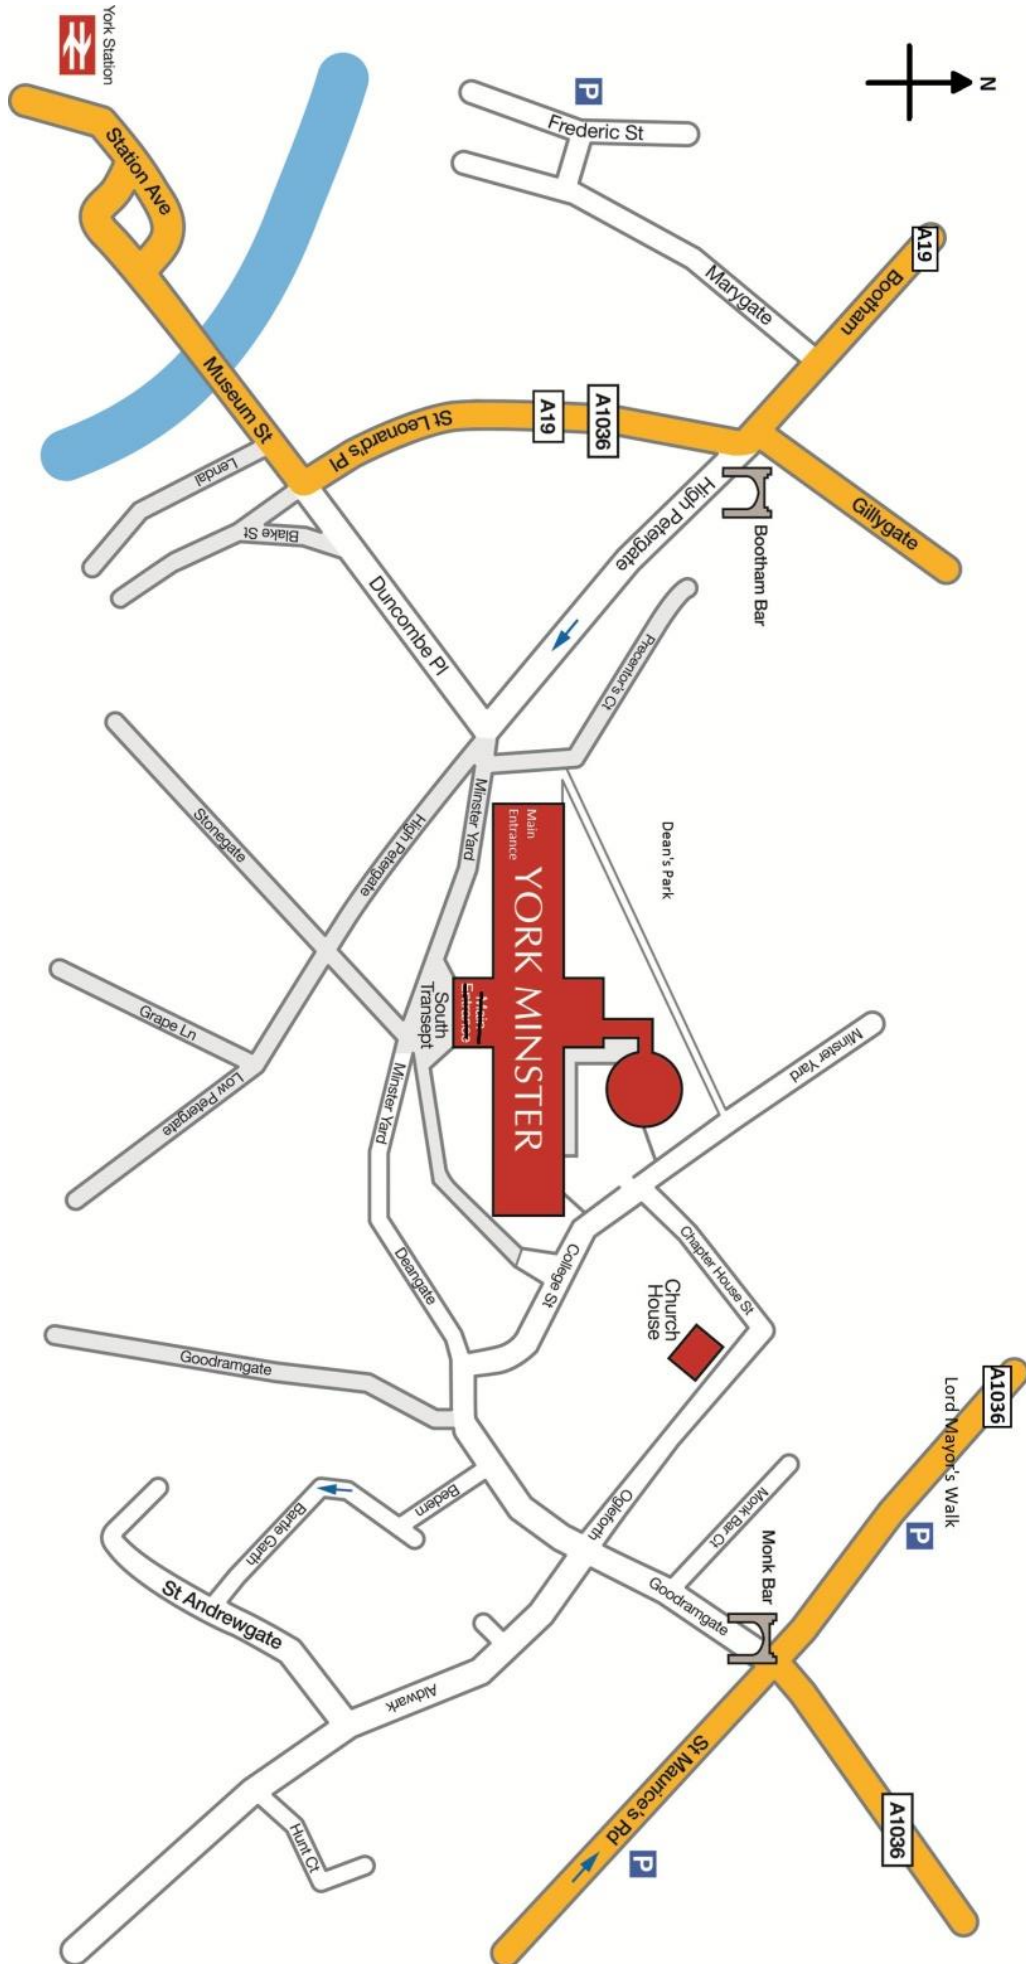 York Station
N
P
Frederic St
Station Ave
A19
Bootham
Marygate
Museum St
St Leonard's Pl
A19
A1036
Lendal
Blake St
High Petergate
Gillygate
Bootham Bar
Duncombe Pl
Precentor's Ct
Stonegate
High Petergate
Minster Yard
Main
Entrance
YORK MINSTER
Dean's Park
Main
Entrance
South
Transept
Grape Ln
Low Petergate
Minster Yard
Minster Yard
Deangate
College St
Chapter House St
Church
House
Goodramgate
A1036
Lord Mayor's Walk
P
Bedern
Bartle Garth
Ogleforth
Monk Bar Ct
Monk Bar
Goodramgate
St Andrewgate
Aldwark
St Maurice's Rd
P
A1036
Hunt Ct